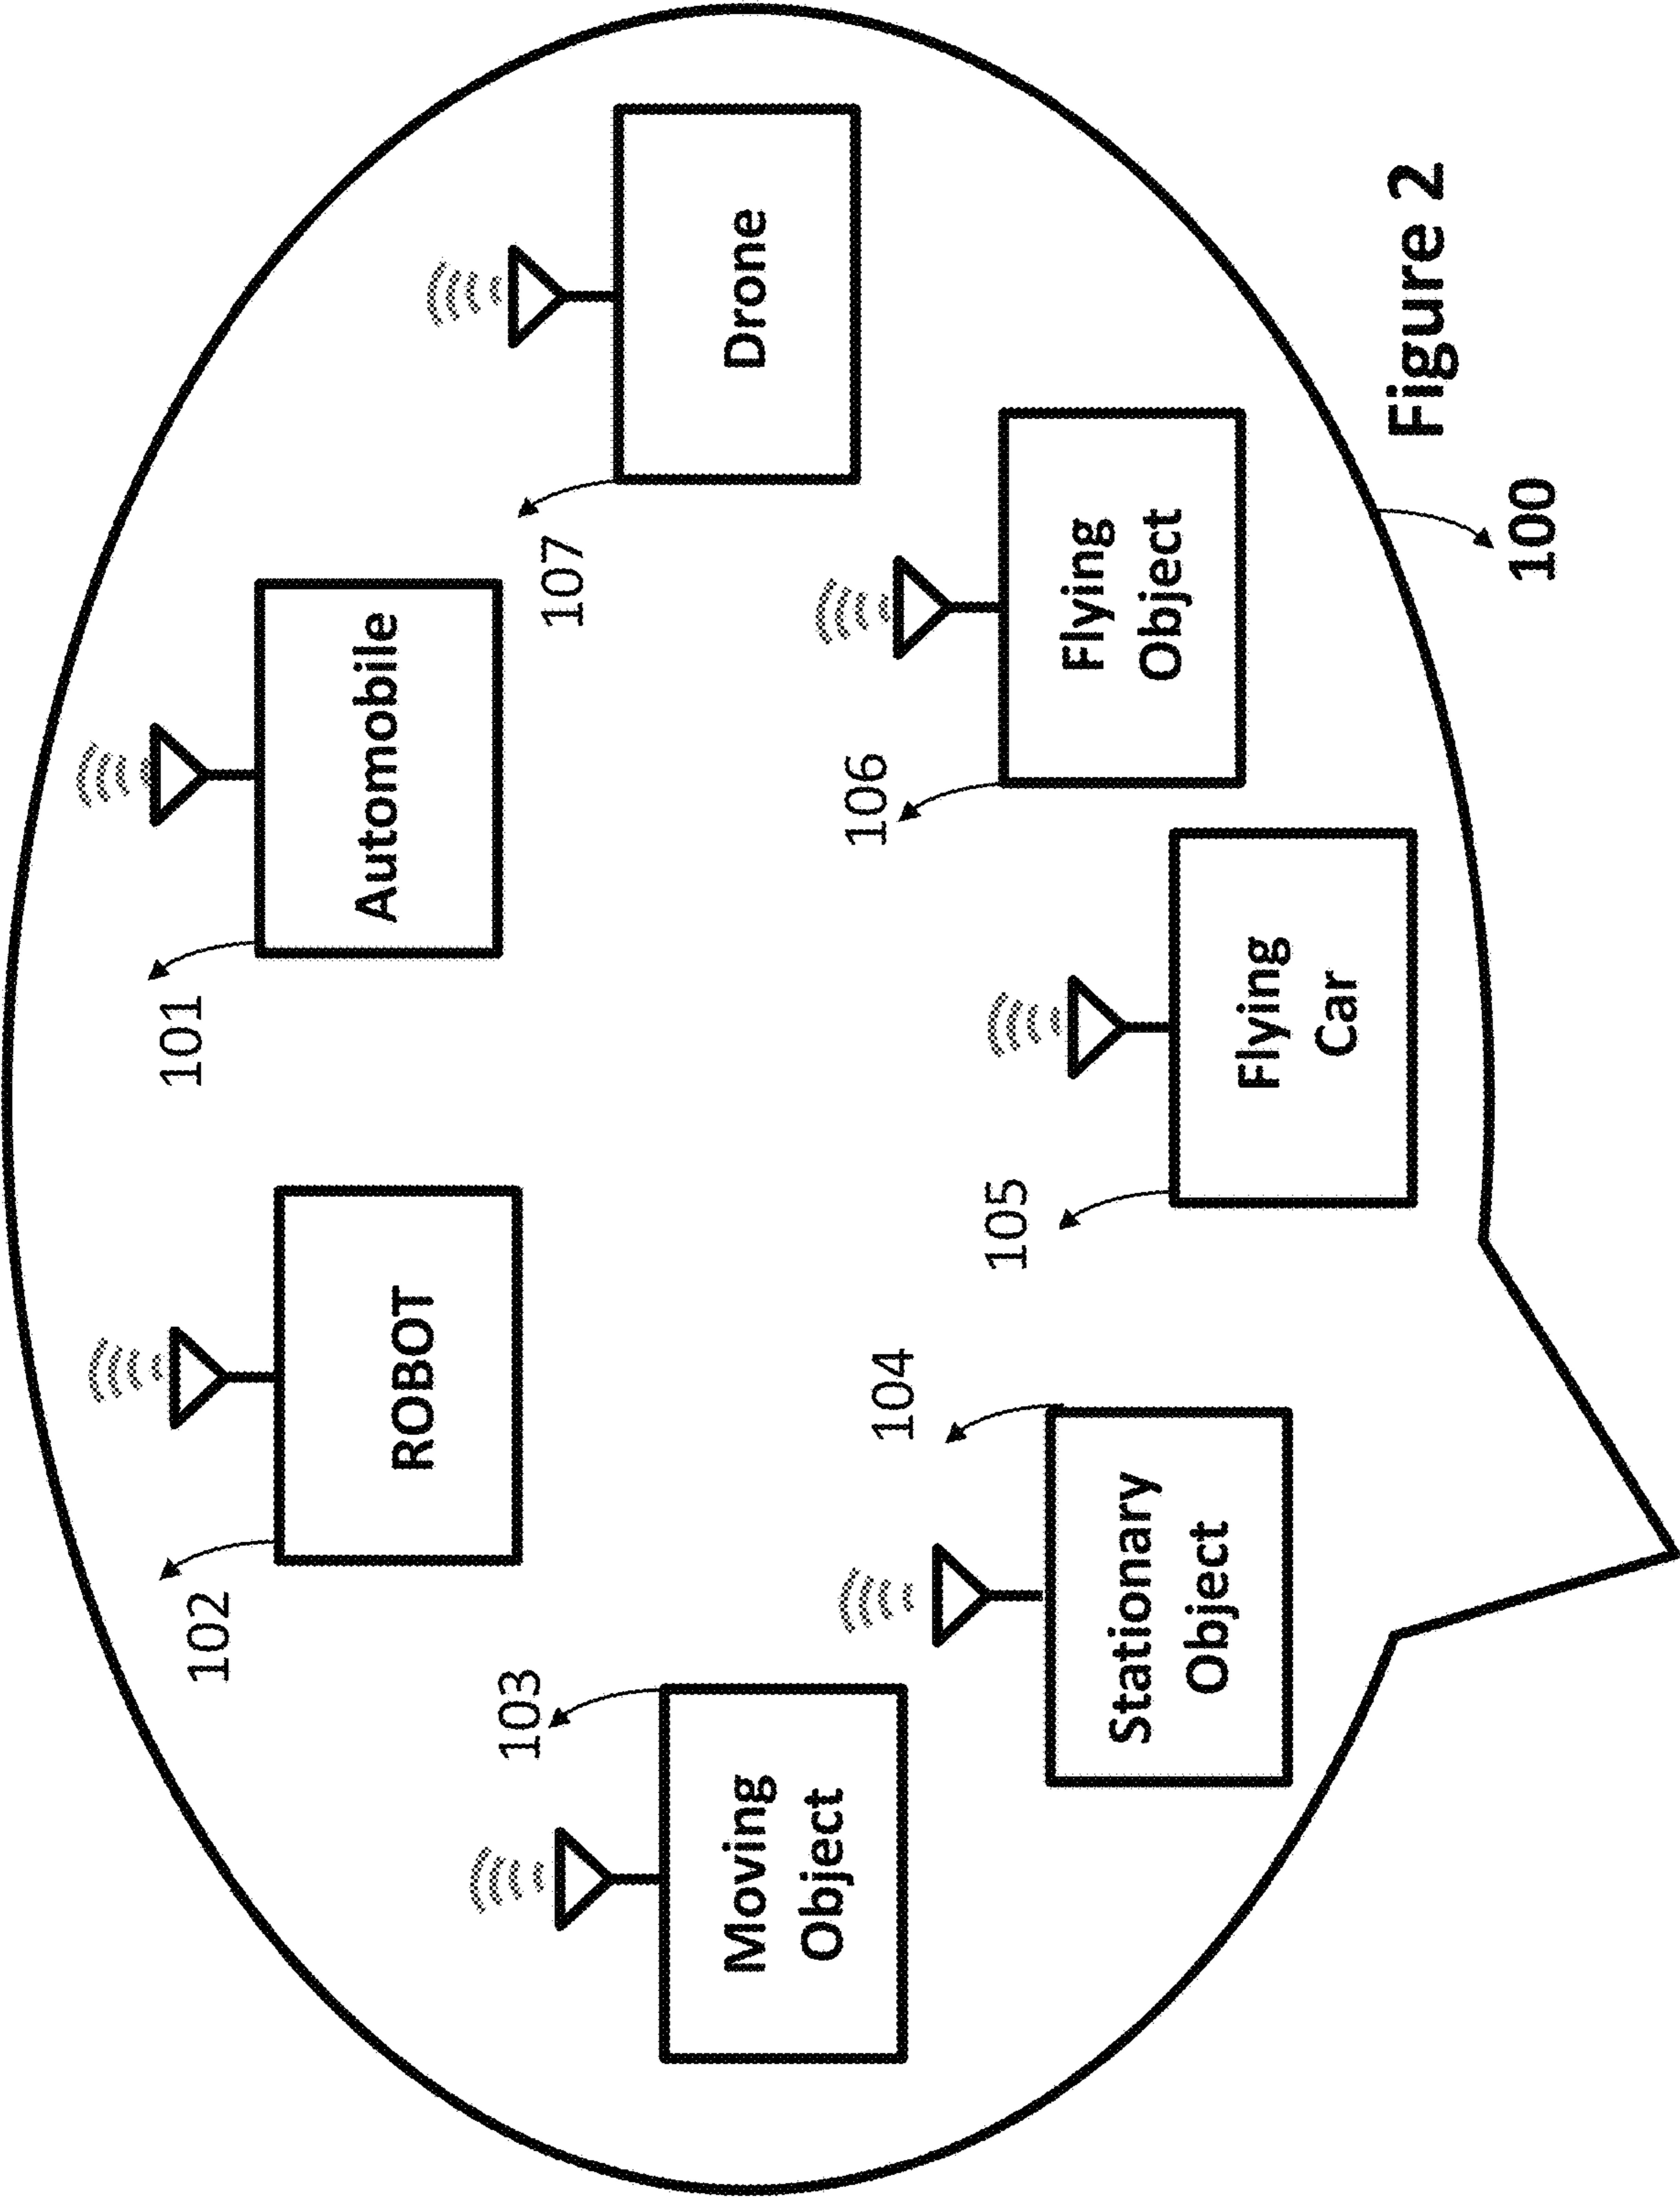 102
ROBOT
101
Automobile
103
Moving
Object
107
Drone
104
Stationary
Object
105
Flying
Car
106
Flying
Object
100
Figure 2